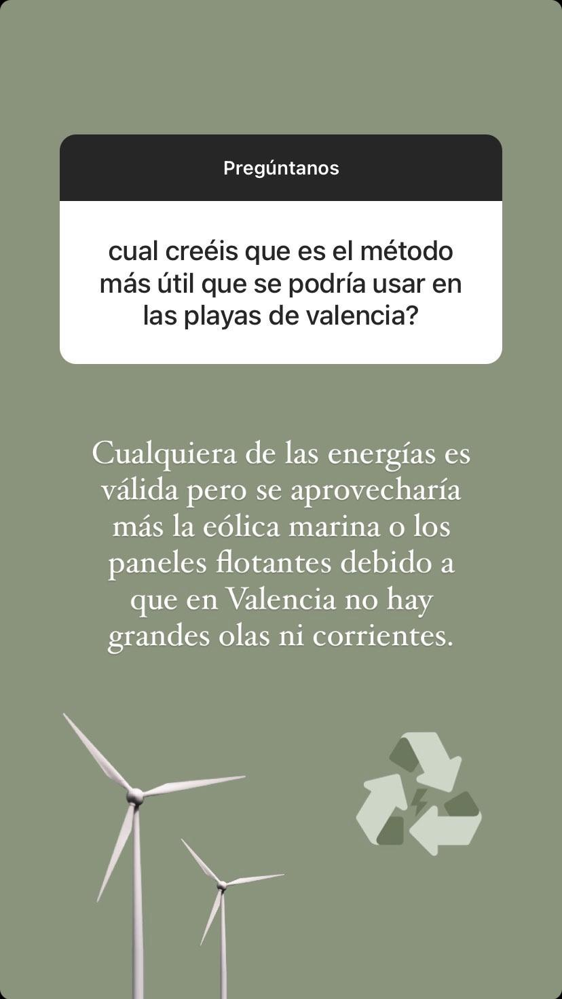 Pregúntanos
cual creéis que es el método
más útil que se podría usar en
las playas de valencia?
Cualquiera de las energías es
válida pero se aprovecharía
más la eólica marina o los
paneles flotantes debido a
que en Valencia no hay
grandes olas ni corrientes.